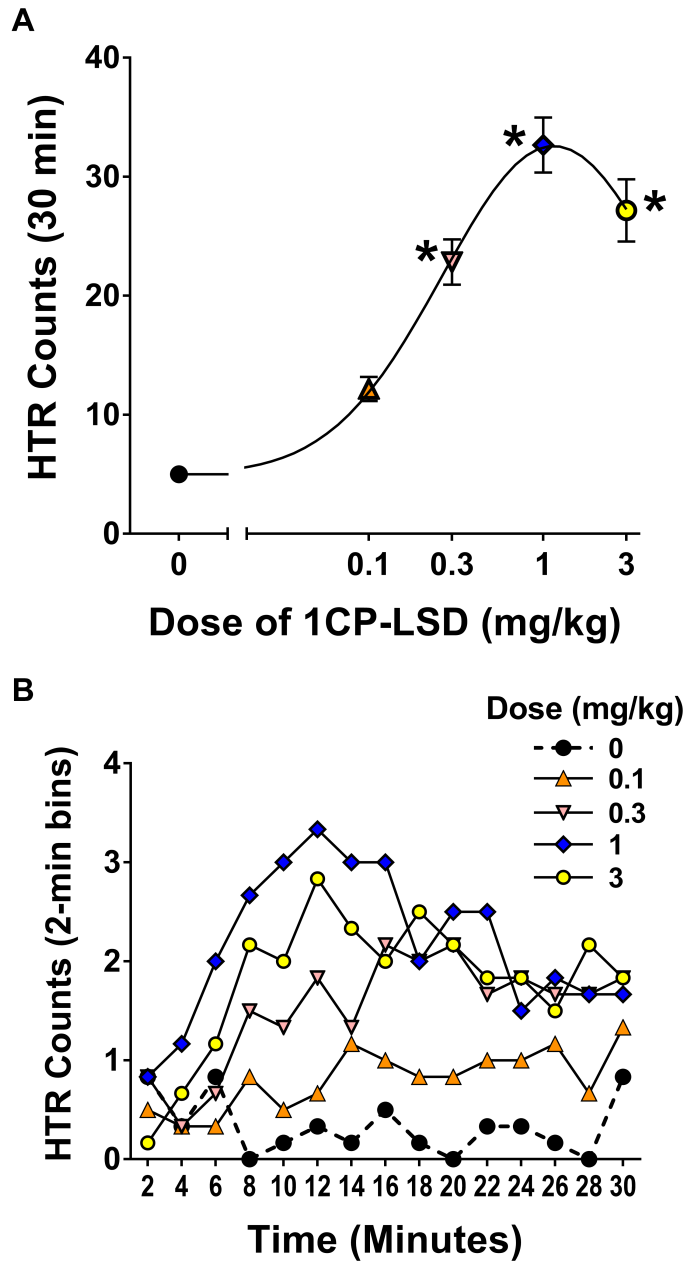 A
40
30
20
10
0
HTR Counts (30 min)
*
*
*
0 0.1 0.3 1 3
Dose of 1CP-LSD (mg/kg)
B
Dose (mg/kg)
0
0.1
0.3
1
3
4
3
2
1
0
HTR Counts (2-min bins)
2 4 6 8 10 12 14 16 18 20 22 24 26 28 30
Time (Minutes)